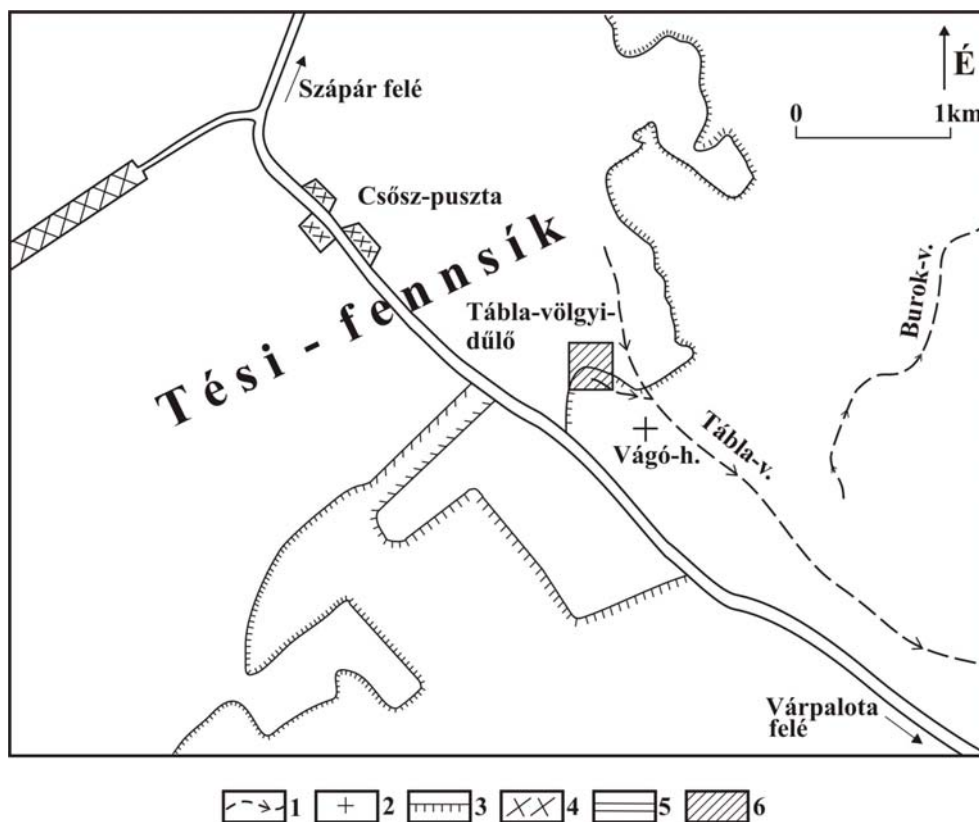 É
0 1km
Szápár felé
Csősz-puszta
Tési-fennsík
Tábla-völgyi-
dűlő
Burok-v.
Vágó-h.
Tábla-v.
Várpalota
felé
1 2 3 4 5 6